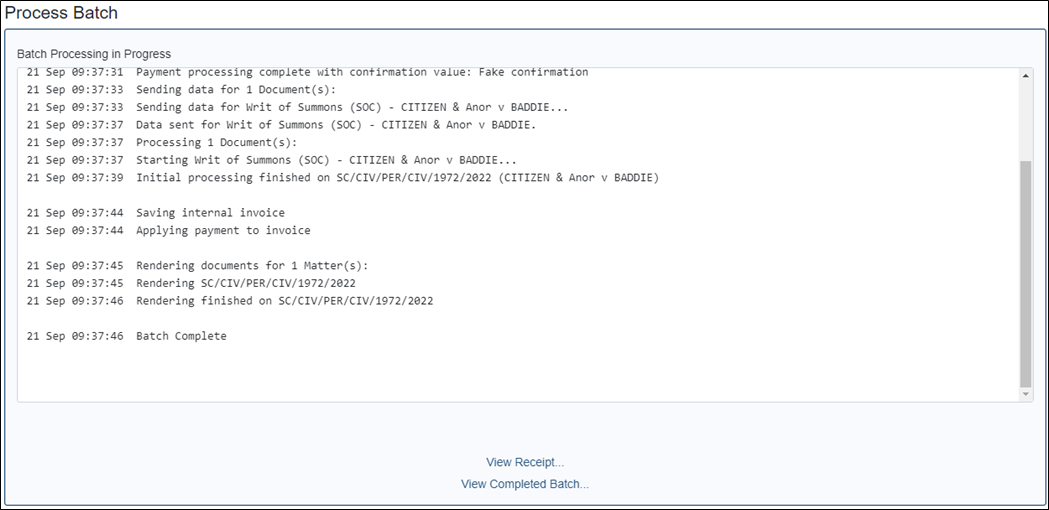 Process Batch
Batch Processing in Progress
21 Sep 09:37:31  Payment processing complete with confirmation value: Fake confirmation
21 Sep 09:37:33  Sending data for 1 Document(s):
21 Sep 09:37:33  Sending data for Writ of Summons (SOC) - CITIZEN & Anor v BADDIE...
21 Sep 09:37:37  Data sent for Writ of Summons (SOC) - CITIZEN & Anor v BADDIE.
21 Sep 09:37:37  Processing 1 Document(s):
21 Sep 09:37:37  Starting Writ of Summons (SOC) - CITIZEN & Anor v BADDIE...
21 Sep 09:37:39  Initial processing finished on SC/CIV/PER/CIV/1972/2022 (CITIZEN & Anor v BADDIE)
21 Sep 09:37:44  Saving internal invoice
21 Sep 09:37:44  Applying payment to invoice
21 Sep 09:37:45  Rendering documents for 1 Matter(s):
21 Sep 09:37:45  Rendering SC/CIV/PER/CIV/1972/2022
21 Sep 09:37:46  Rendering finished on SC/CIV/PER/CIV/1972/2022
21 Sep 09:37:46  Batch Complete
View Receipt...
View Completed Batch...